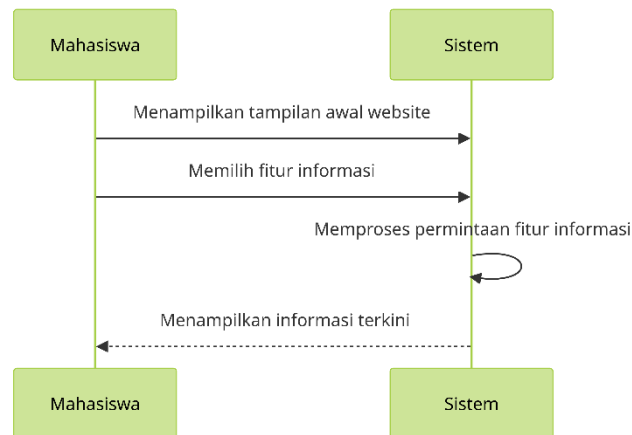 Mahasiswa
Sistem
Menampilkan tampilan awal website
Memilih fitur informasi
Memproses permintaan fitur informasi
Menampilkan informasi terkini
Mahasiswa
Sistem